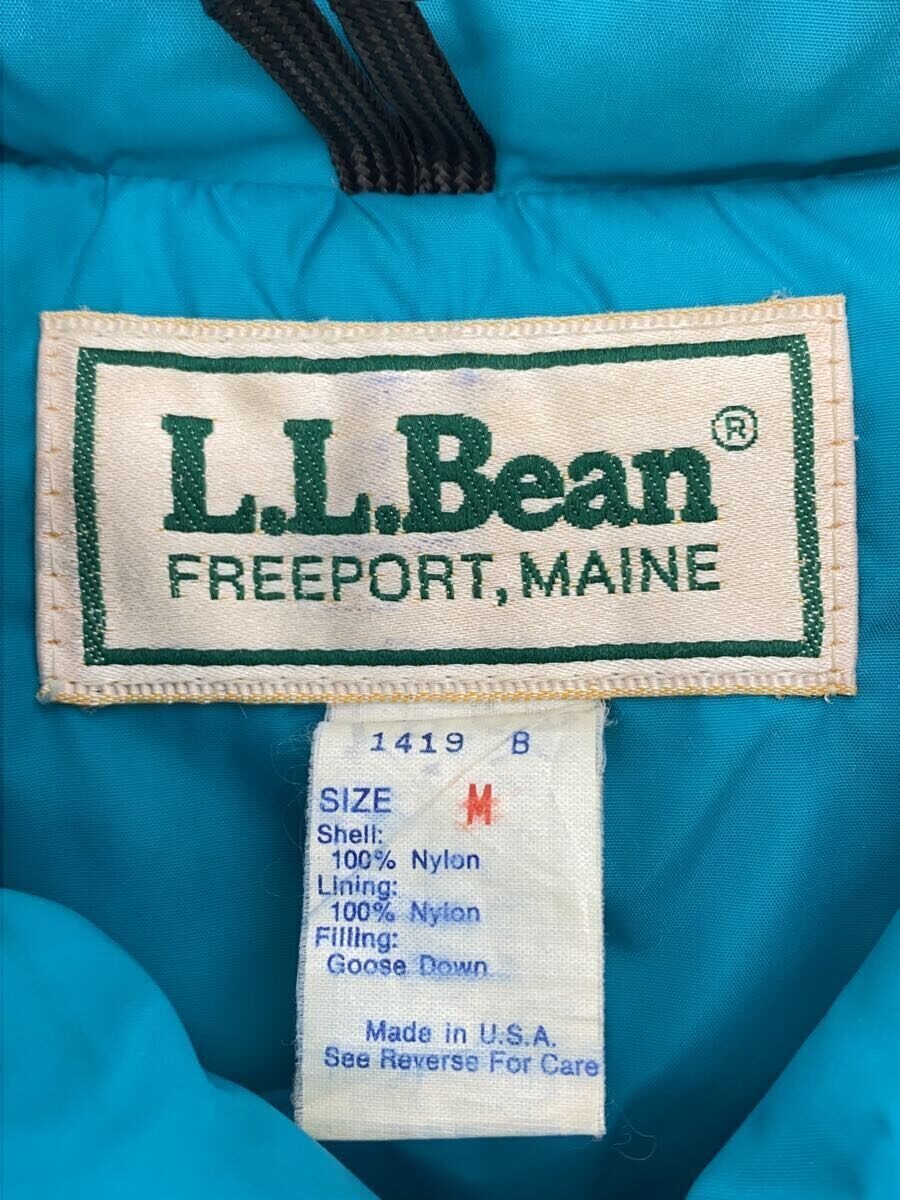 L.L.Bean®
FREEPORT, MAINE
1419 B
SIZE M
Shell:
100% Nylon
Lining:
100% Nylon
Filling:
Goose Down
Made in U.S.A.
See Reverse For Care